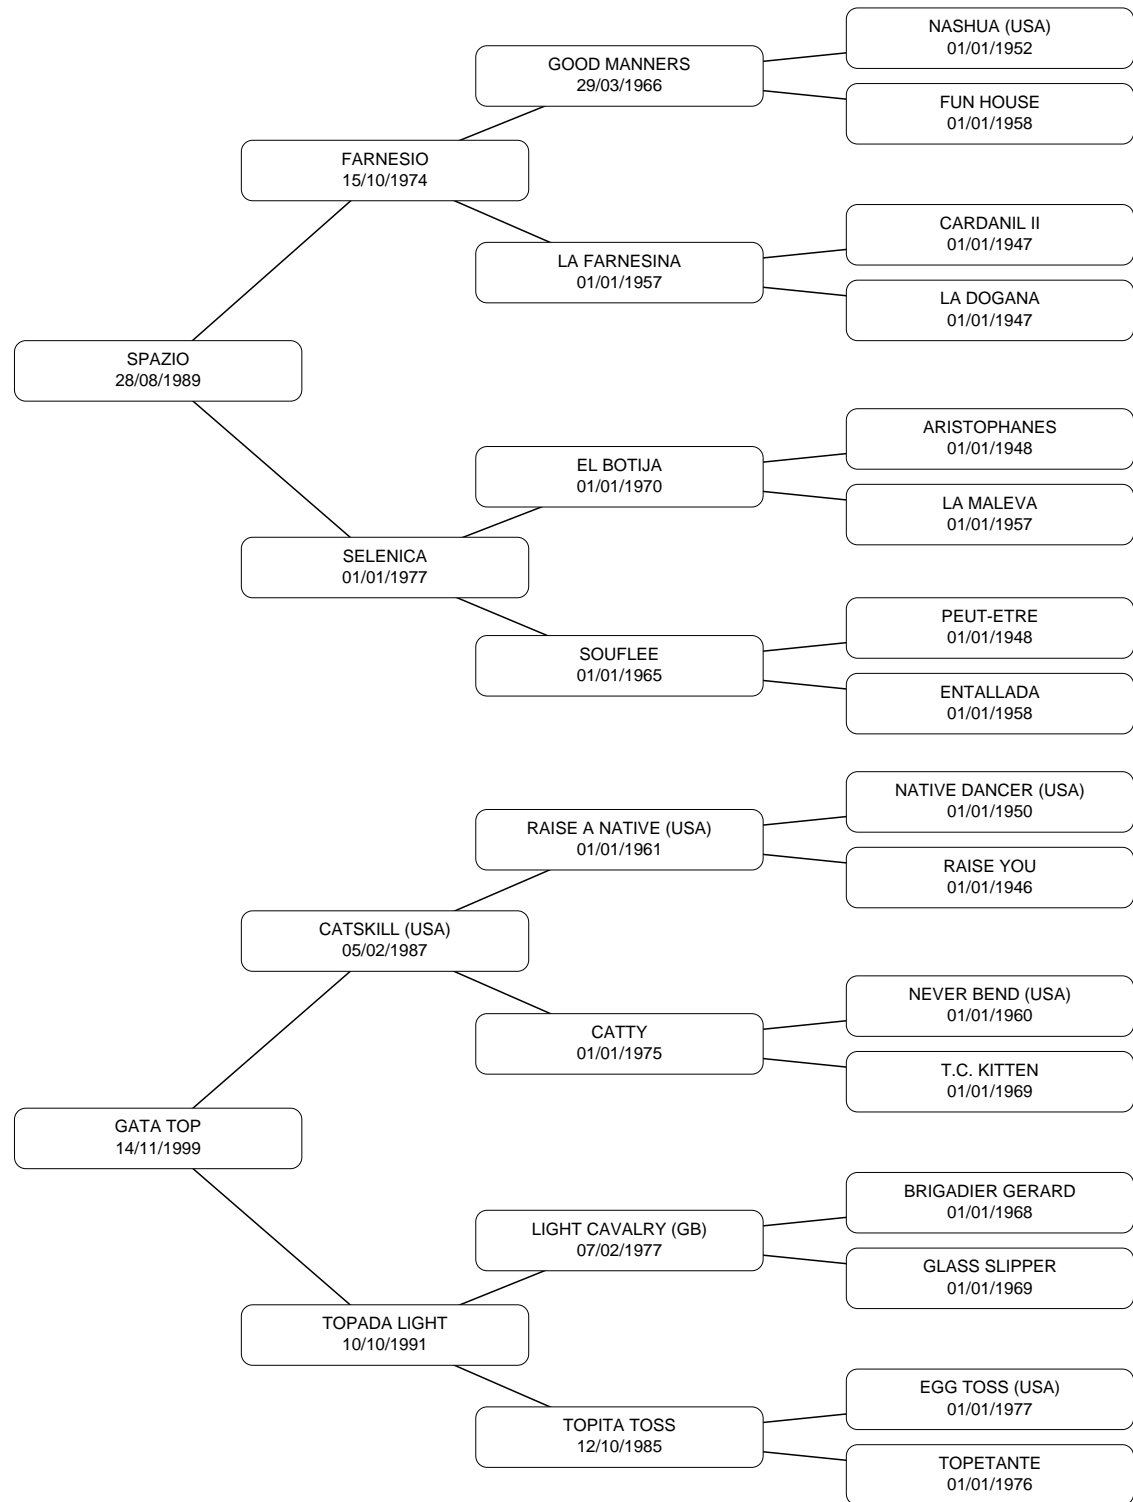 NASHUA (USA)
01/01/1952
GOOD MANNERS
29/03/1966
FUN HOUSE
01/01/1958
FARNESIO
15/10/1974
CARDANIL II
01/01/1947
LA FARNESINA
01/01/1957
LA DOGANA
01/01/1947
SPAZIO
28/08/1989
ARISTOPHANES
01/01/1948
EL BOTIJA
01/01/1970
LA MALEVA
01/01/1957
SELENICA
01/01/1977
PEUT-ETRE
01/01/1948
SOUFLEE
01/01/1965
ENTALLADA
01/01/1958
NATIVE DANCER (USA)
01/01/1950
RAISE A NATIVE (USA)
01/01/1961
RAISE YOU
01/01/1946
CATSKILL (USA)
05/02/1987
NEVER BEND (USA)
01/01/1960
CATTY
01/01/1975
T.C. KITTEN
01/01/1969
GATA TOP
14/11/1999
BRIGADIER GERARD
01/01/1968
LIGHT CAVALRY (GB)
07/02/1977
GLASS SLIPPER
01/01/1969
TOPADA LIGHT
10/10/1991
EGG TOSS (USA)
01/01/1977
TOPITA TOSS
12/10/1985
TOPETANTE
01/01/1976